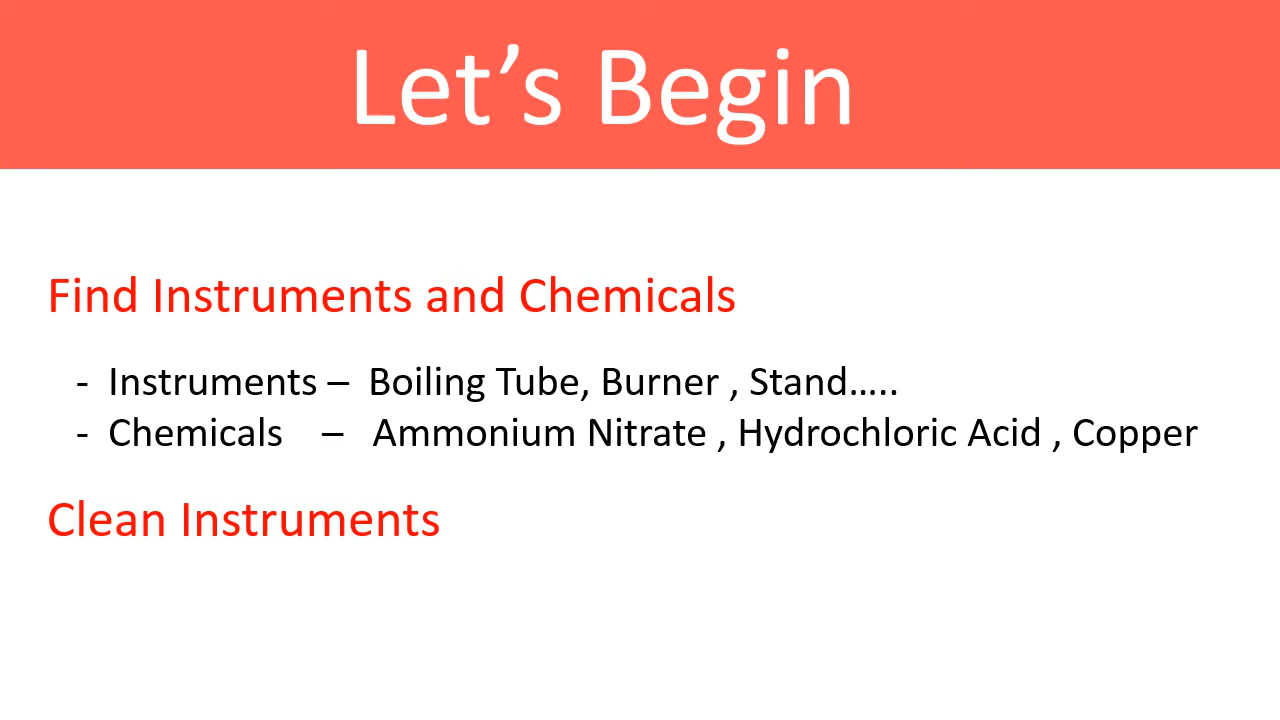 Let’s Begin
Find Instruments and Chemicals
- Instruments – Boiling Tube, Burner , Stand…..
- Chemicals – Ammonium Nitrate , Hydrochloric Acid , Copper
Clean Instruments